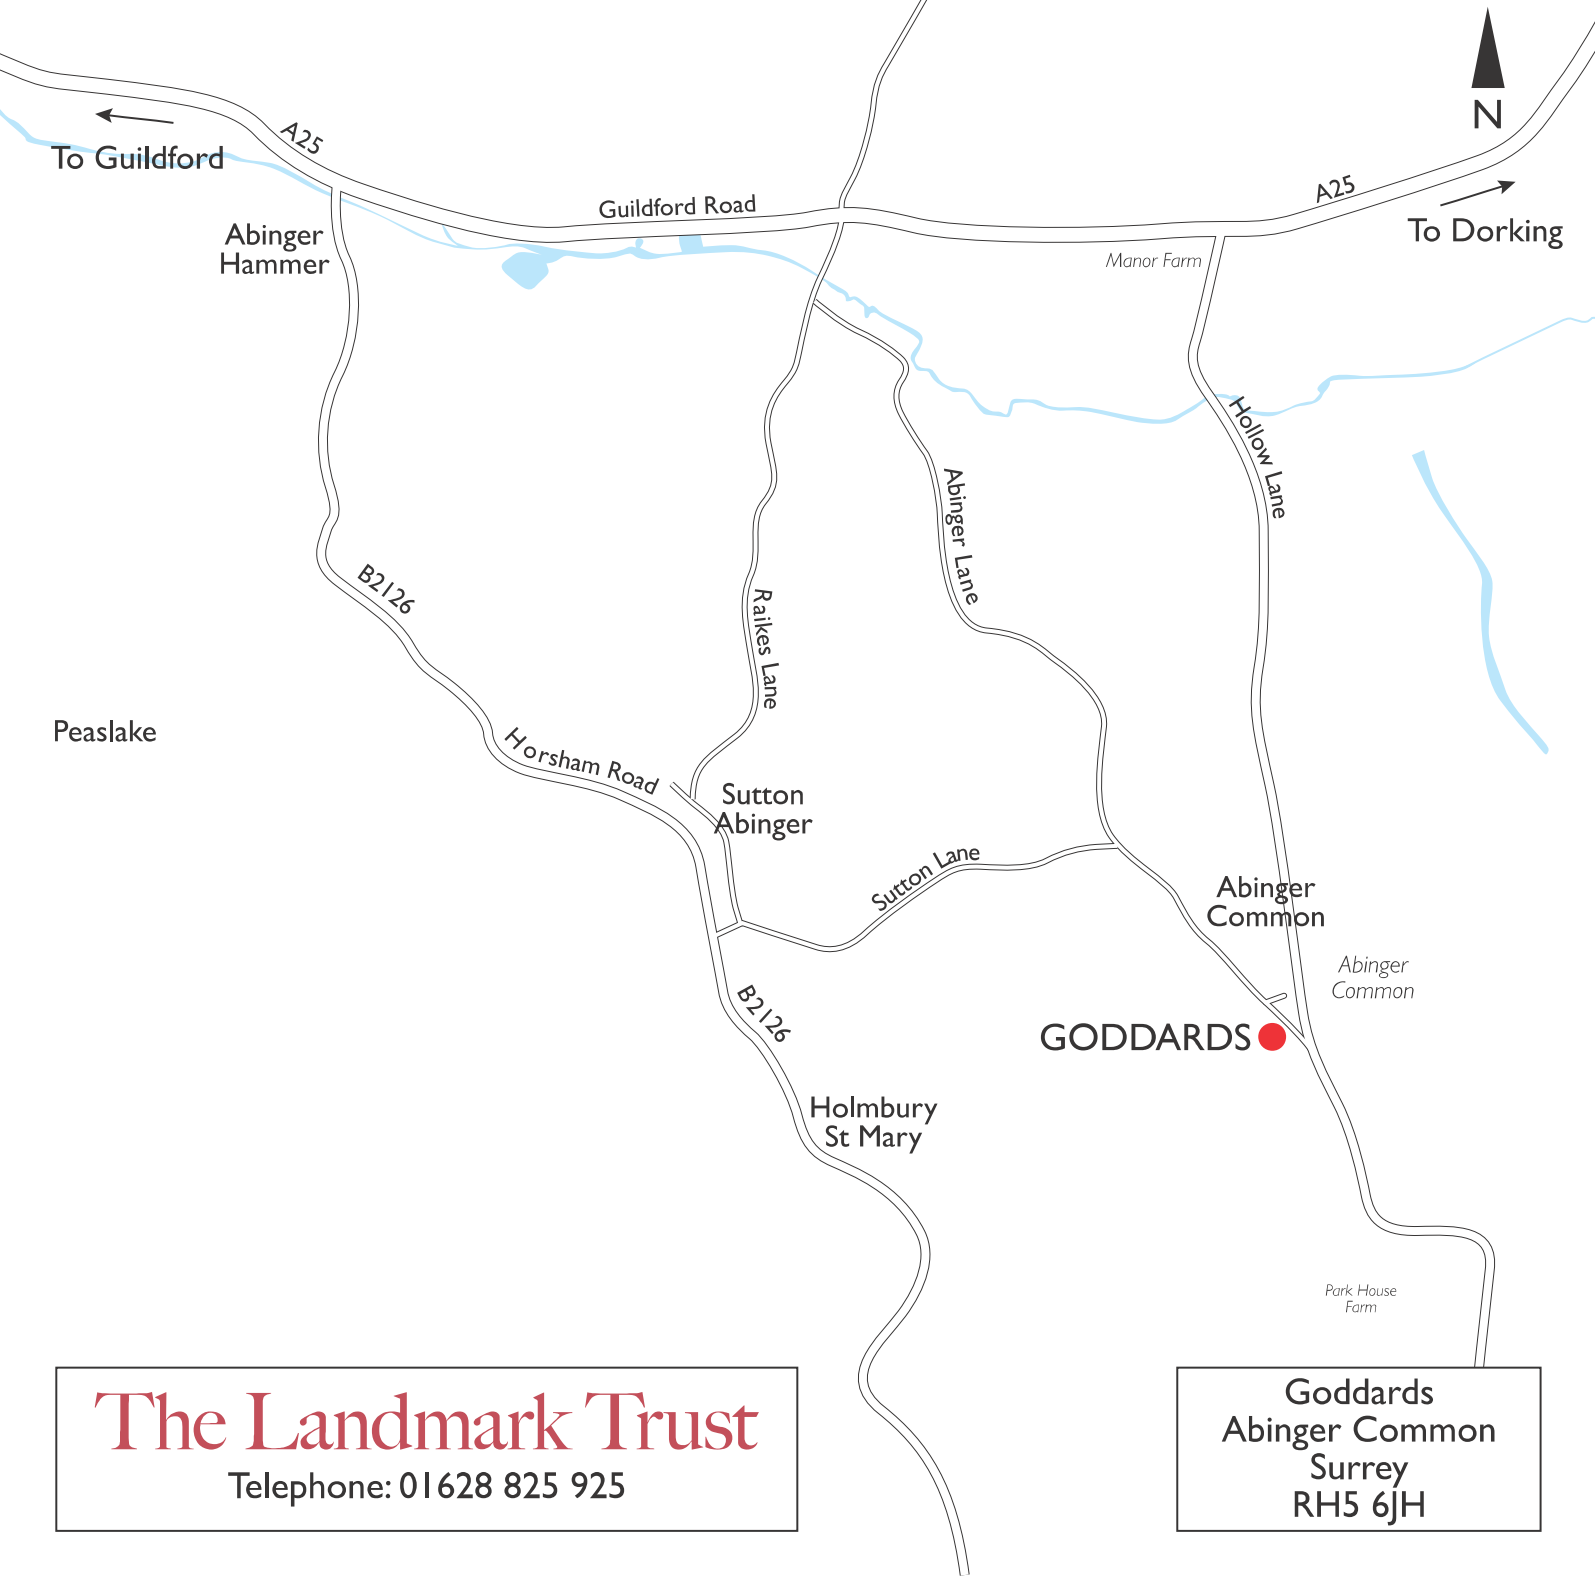 N
A25
To Guildford
A25
Guildford Road
To Dorking
Abinger
Hammer
Manor Farm
Hollow Lane
Abinger Lane
B2126
Raikes Lane
Peaslake
Horsham Road
Sutton
Abinger
Sutton Lane
Abinger
Common
Abinger
Common
B2126
GODDARDS
Holmbury
St Mary
Park House
Farm
The Landmark Trust
Telephone: 01628 825 925
Goddards
Abinger Common
Surrey
RH5 6JH